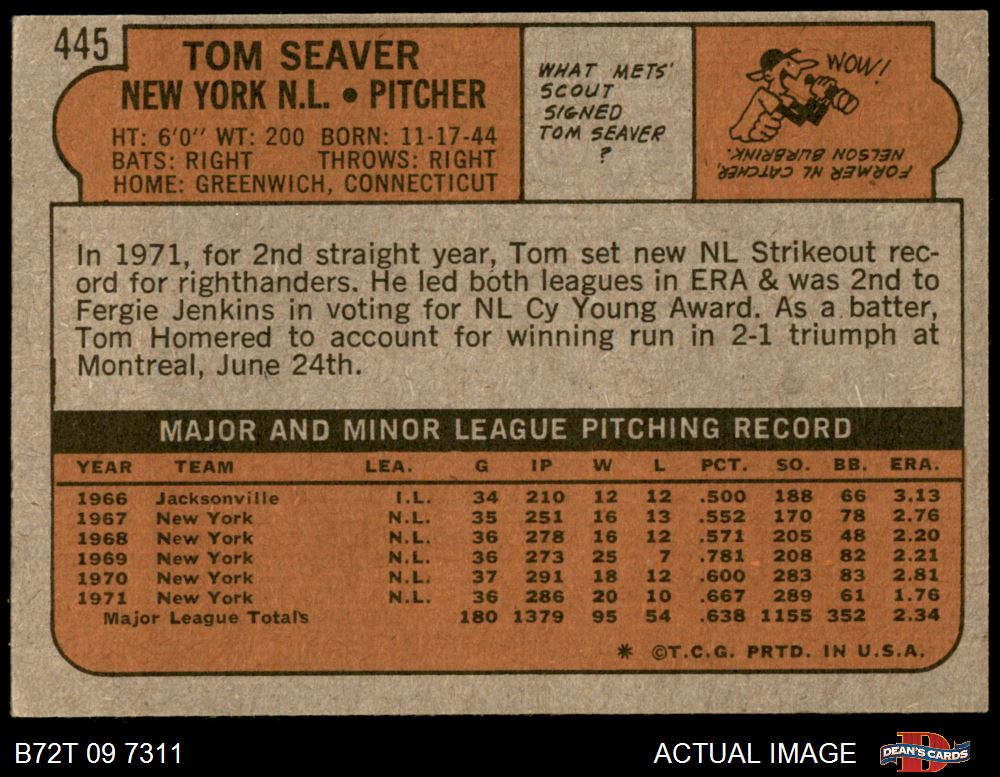 445
TOM SEAVER
NEW YORK N.L. • PITCHER
HT: 6'0" WT: 200 BORN: 11-17-44
BATS: RIGHT THROWS: RIGHT
HOME: GREENWICH, CONNECTICUT
WHAT METS'
SCOUT
SIGNED
TOM SEAVER
?
WOW!
FORMER NL CATCHER,
NELSON BURBRINK.
In 1971, for 2nd straight year, Tom set new NL Strikeout rec-
ord for righthanders. He led both leagues in ERA & was 2nd to
Fergie Jenkins in voting for NL Cy Young Award. As a batter,
Tom Homered to account for winning run in 2-1 triumph at
Montreal, June 24th.
MAJOR AND MINOR LEAGUE PITCHING RECORD
YEAR TEAM LEA. G IP W L PCT. SO. BB. ERA.
1966 Jacksonville I.L. 34 210 12 12 .500 188 66 3.13
1967 New York N.L. 35 251 16 13 .552 170 78 2.76
1968 New York N.L. 36 278 16 12 .571 205 48 2.20
1969 New York N.L. 36 273 25 7 .781 208 82 2.21
1970 New York N.L. 37 291 18 12 .600 283 83 2.81
1971 New York N.L. 36 286 20 10 .667 289 61 1.76
Major League Total's 180 1379 95 54 .638 1155 352 2.34
* ©T.C.G. PRTD. IN U.S.A.
B72T 09 7311 ACTUAL IMAGE
DEAN'S CARDS